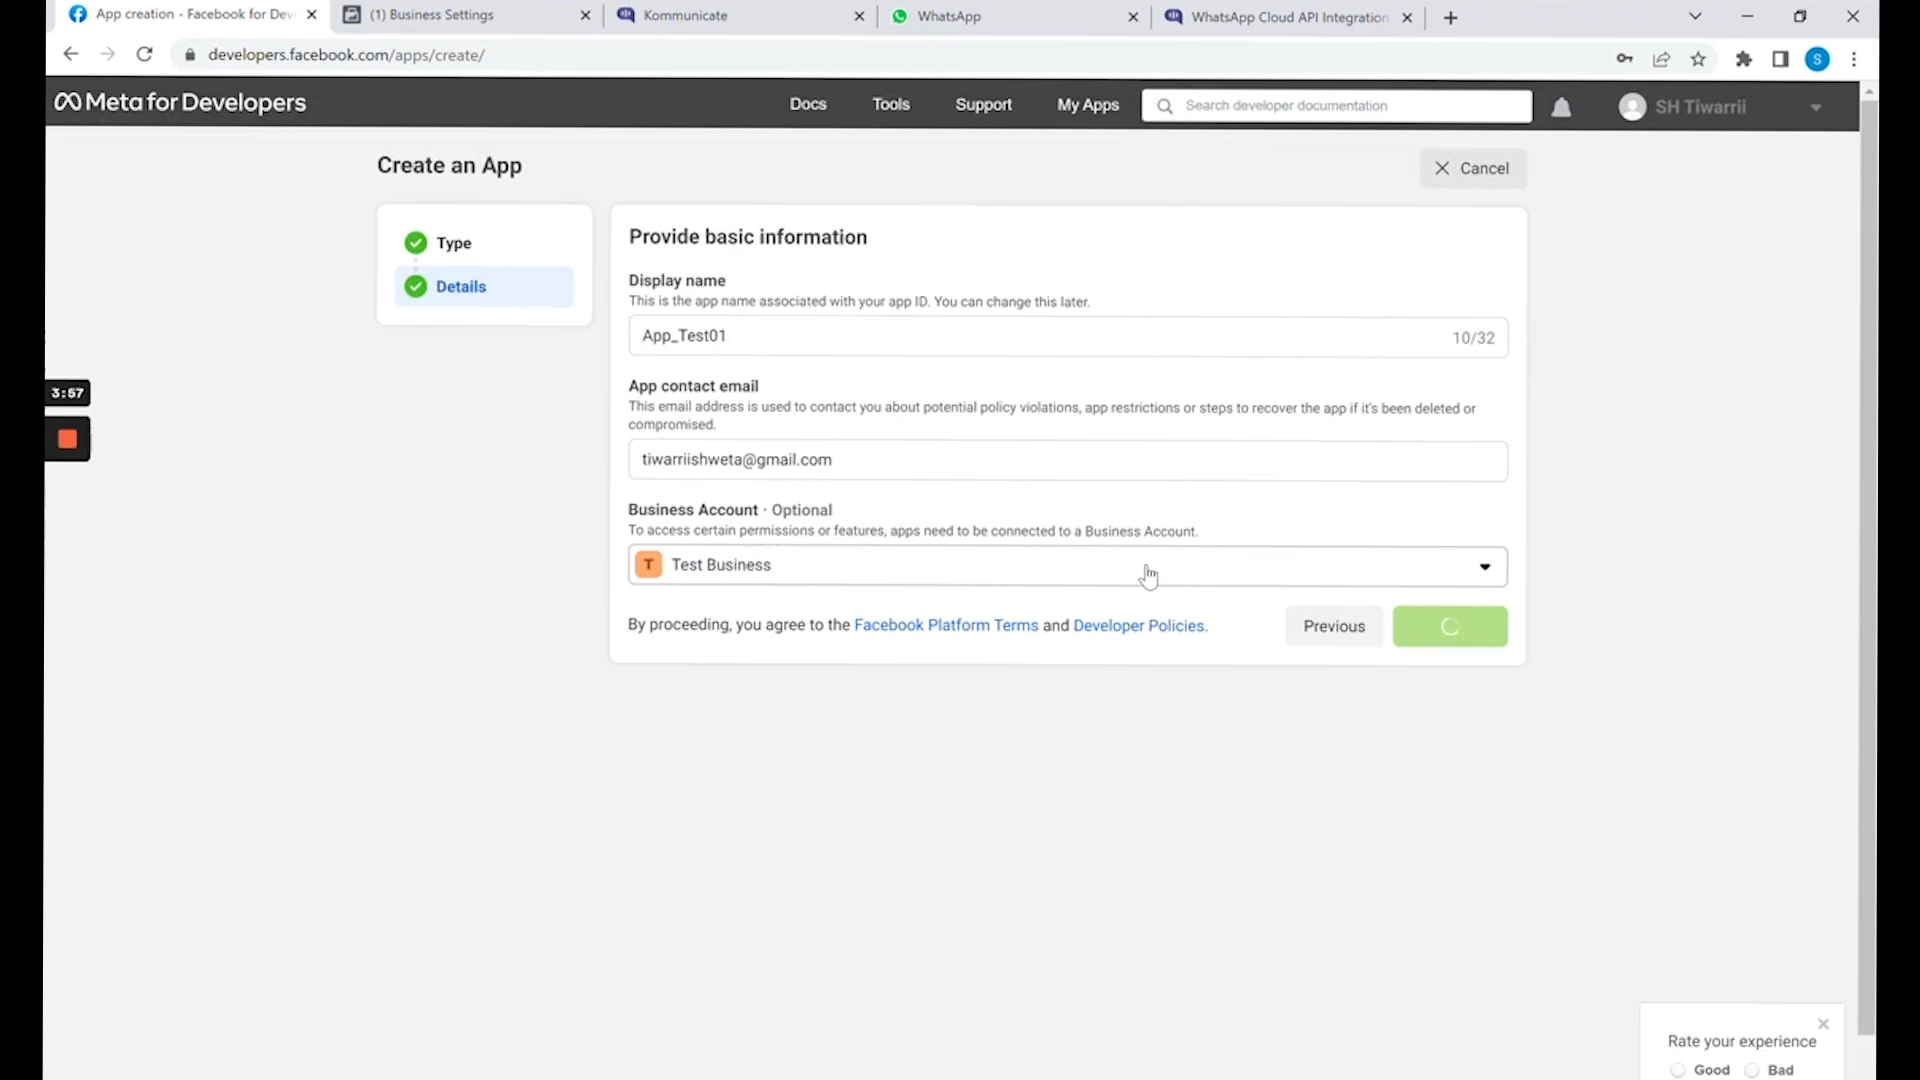 App creation - Facebook for Dev
(1) Business Settings
Kommunicate
WhatsApp
WhatsApp Cloud API Integration
developers.facebook.com/apps/create/
S
Meta for Developers
Docs
Tools
Support
My Apps
Search developer documentation
SH Tiwarrii
Create an App
Cancel
Type
Details
Provide basic information
Display name
This is the app name associated with your app ID. You can change this later.
App_Test01
10/32
App contact email
This email address is used to contact you about potential policy violations, app restrictions or steps to recover the app if it's been deleted or
compromised.
tiwarriishweta@gmail.com
Business Account · Optional
To access certain permissions or features, apps need to be connected to a Business Account.
T Test Business
By proceeding, you agree to the Facebook Platform Terms and Developer Policies.
Previous
3:57
Rate your experience
Good
Bad